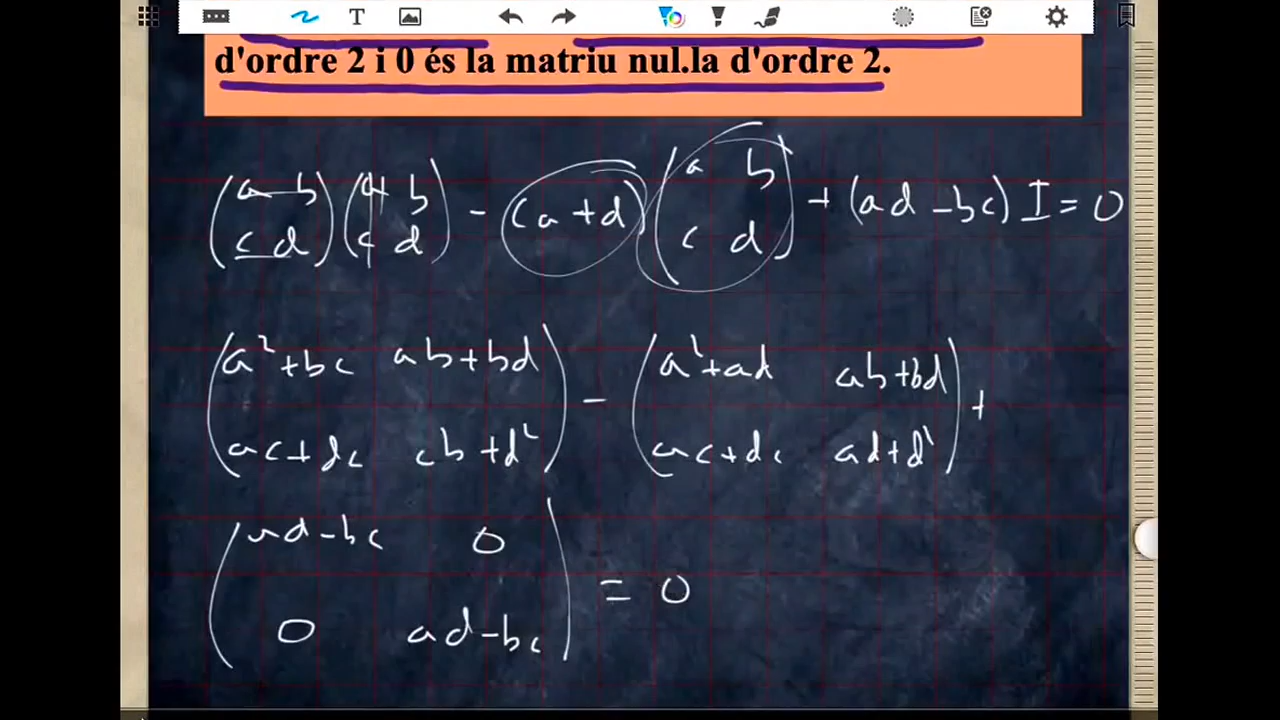 T
d'ordre 2 i 0 és la matriu nul.la d'ordre 2.
(a b) (a b) - (a+d) (a b) + (ad-bc) I = 0
(c d) (c d) (c d)
(a²+bc ab+bd) - (a²+ad ab+bd) +
(ac+dc cb+d²) (ac+dc ad+d²)
(ad-bc 0) = 0
(0 ad-bc)